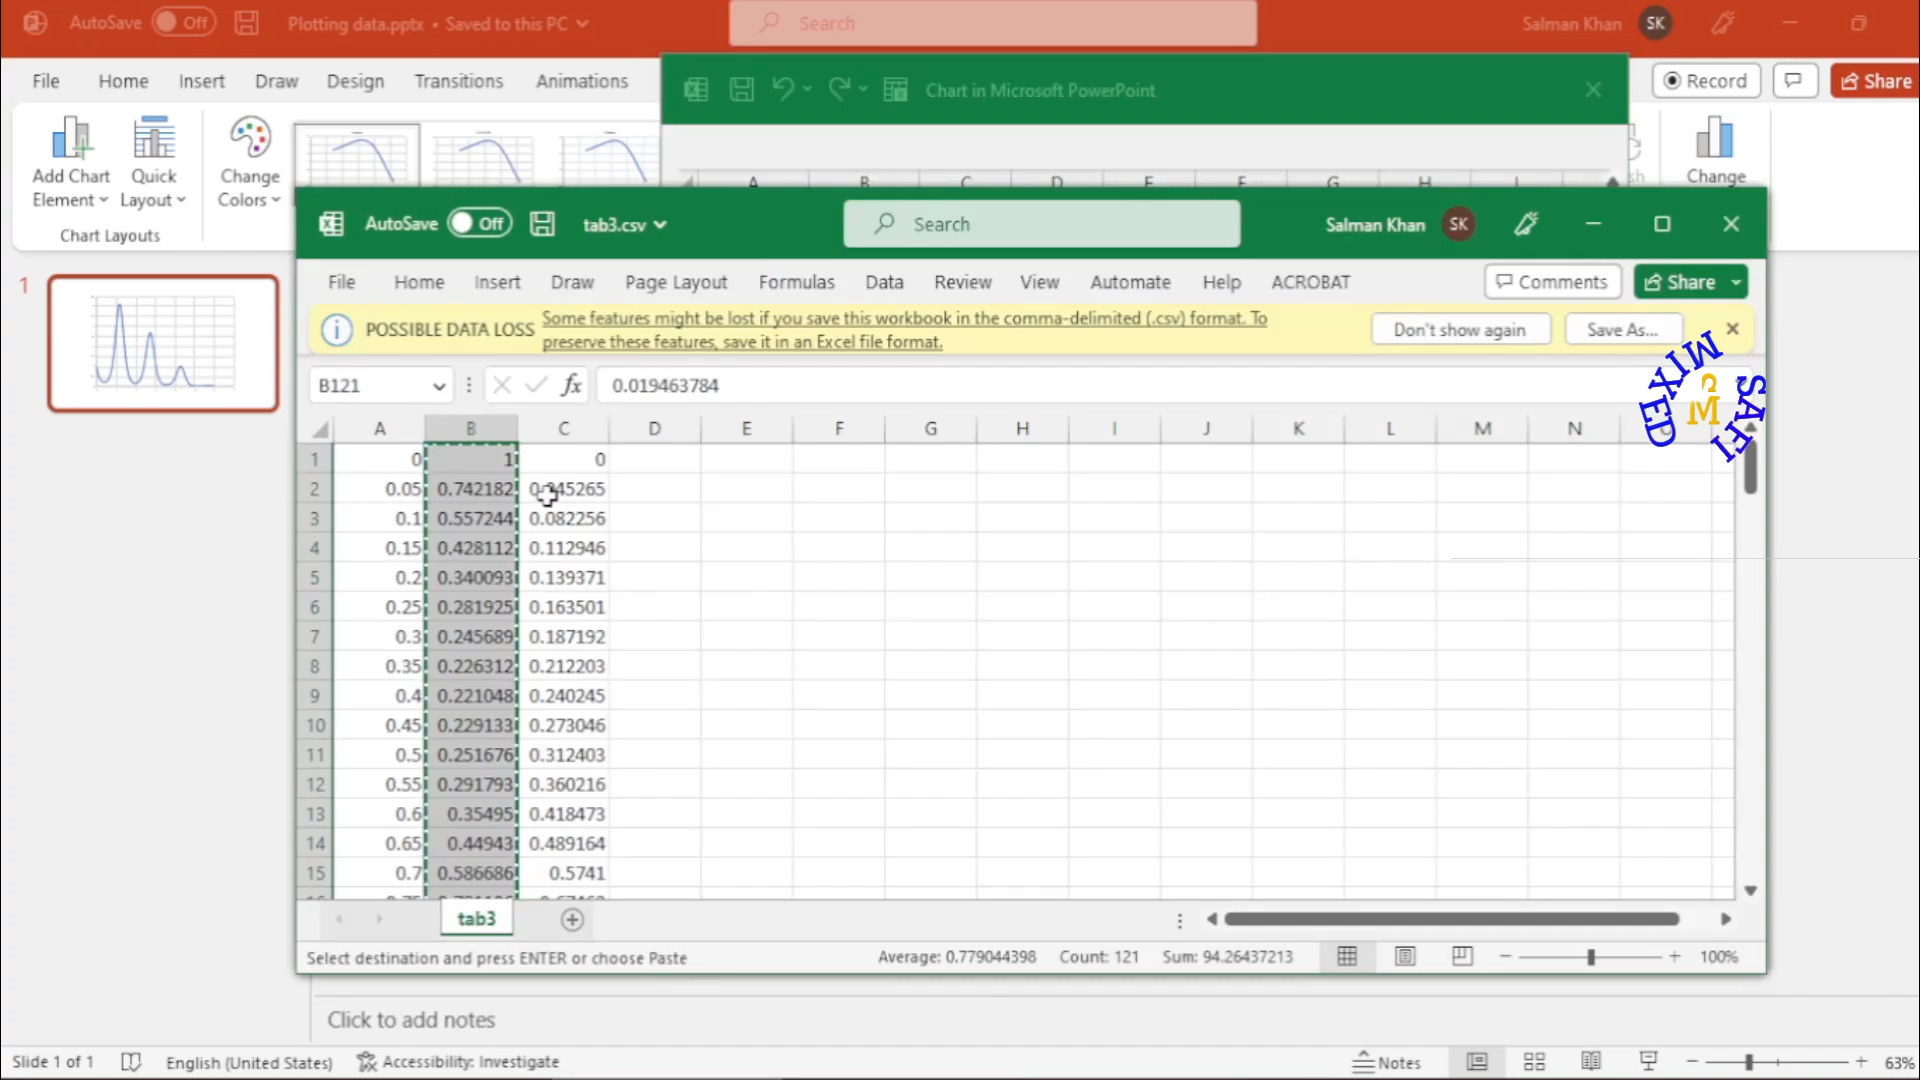 AutoSave Off Plotting data.pptx • Saved to this PC Search Salman Khan SK
File Home Insert Draw Design Transitions Animations Record Share
Chart in Microsoft PowerPoint
Add Chart Element Quick Layout Change Colors Change
Chart Layouts
A B C D E F G H I
AutoSave Off tab3.csv Search Salman Khan SK
File Home Insert Draw Page Layout Formulas Data Review View Automate Help ACROBAT Comments Share
POSSIBLE DATA LOSS Some features might be lost if you save this workbook in the comma-delimited (.csv) format. To
preserve these features, save it in an Excel file format. Don't show again Save As...
MIXED SAFI
M
B121 fx 0.019463784
A B C D E F G H I J K L M N
1 0 1 0
2 0.05 0.742182
3 0.1 0.557244 0.082256
4 0.15 0.428112 0.112946
5 0.2 0.340093 0.139371
6 0.25 0.281925 0.163501
7 0.3 0.245689 0.187192
8 0.35 0.226312 0.212203
9 0.4 0.221048 0.240245
10 0.45 0.229133 0.273046
11 0.5 0.251676 0.312403
12 0.55 0.291793 0.360216
13 0.6 0.35495 0.418473
14 0.65 0.44943 0.489164
15 0.7 0.586686 0.5741
tab3
Select destination and press ENTER or choose Paste Average: 0.779044398 Count: 121 Sum: 94.26437213 100%
1
Click to add notes
Slide 1 of 1 English (United States) Accessibility: Investigate Notes 63%